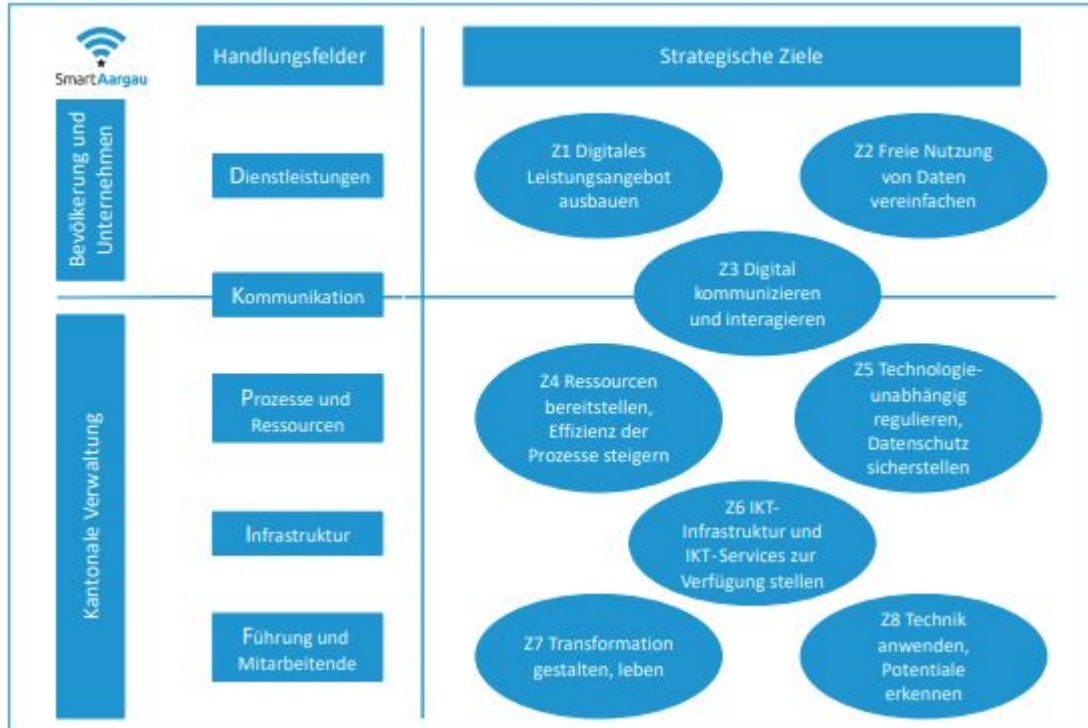 SmartAargau
Handlungsfelder
Strategische Ziele
Bevölkerung und
Unternehmen
Dienstleistungen
Z1 Digitales
Leistungsangebot
ausbauen
Z2 Freie Nutzung
von Daten
vereinfachen
Kommunikation
Z3 Digital
kommunizieren
und interagieren
Kantonale Verwaltung
Prozesse und
Ressourcen
Z4 Ressourcen
bereitstellen,
Effizienz der
Prozesse steigern
Z5 Technologie-
unabhängig
regulieren,
Datenschutz
sicherstellen
Infrastruktur
Z6 IKT-
Infrastruktur und
IKT-Services zur
Verfügung stellen
Führung und
Mitarbeitende
Z7 Transformation
gestalten, leben
Z8 Technik
anwenden,
Potentiale
erkennen